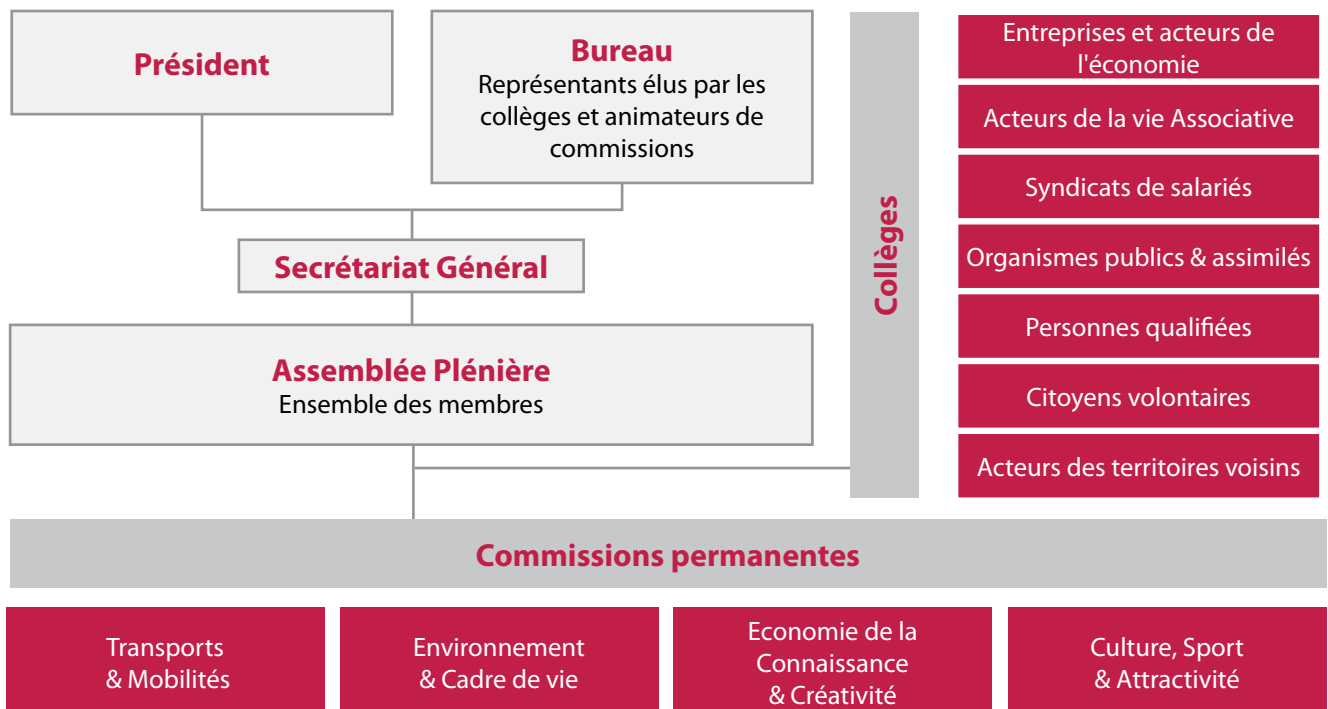 Président
Bureau
Représentants élus par les
collèges et animateurs de
commissions
Secrétariat Général
Assemblée Plénière
Ensemble des membres
Collèges
Entreprises et acteurs de
l'économie
Acteurs de la vie Associative
Syndicats de salariés
Organismes publics & assimilés
Personnes qualifiées
Citoyens volontaires
Acteurs des territoires voisins
Commissions permanentes
Transports
& Mobilités
Environnement
& Cadre de vie
Economie de la
Connaissance
& Créativité
Culture, Sport
& Attractivité